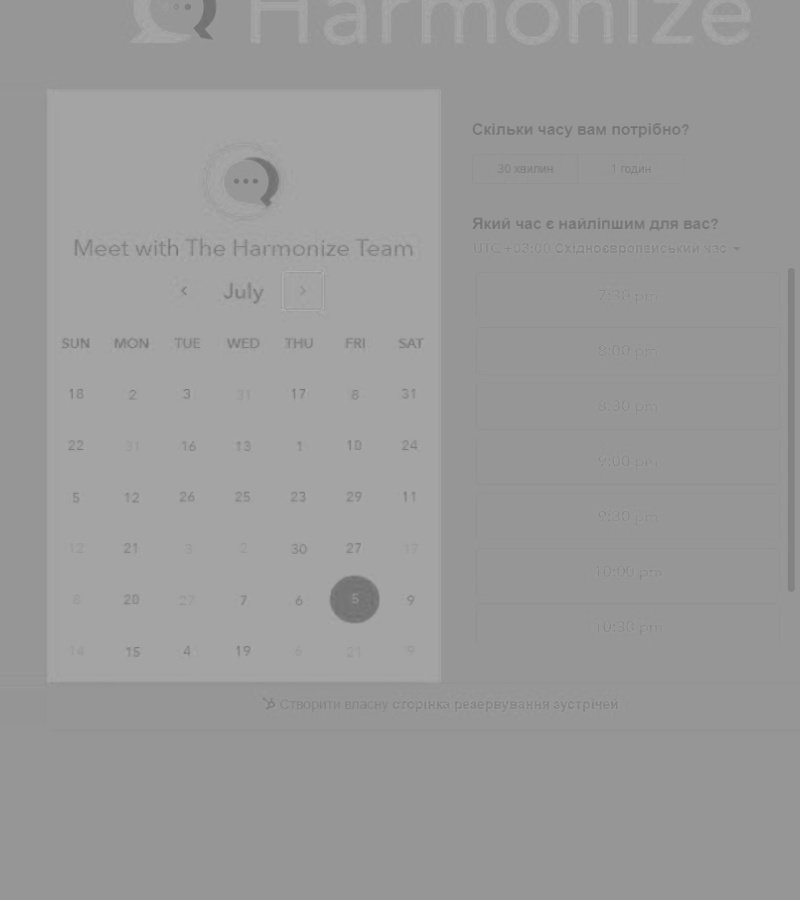 Harmonize
Meet with The Harmonize Team
July
SUN MON TUE WED THU FRI SAT
18 2 3 31 17 8 31
22 31 16 13 1 10 24
5 12 26 25 23 29 11
12 21 3 2 30 27 17
8 20 27 7 6 5 9
14 15 4 19 6 21 9
Скільки часу вам потрібно?
30 хвилин 1 годин
Який час є найліпшим для вас?
UTC +03:00 Східноєвропейський час
7:30 pm
8:00 pm
8:30 pm
9:00 pm
9:30 pm
10:00 pm
10:30 pm
Створити власну сторінка резервування зустрічей